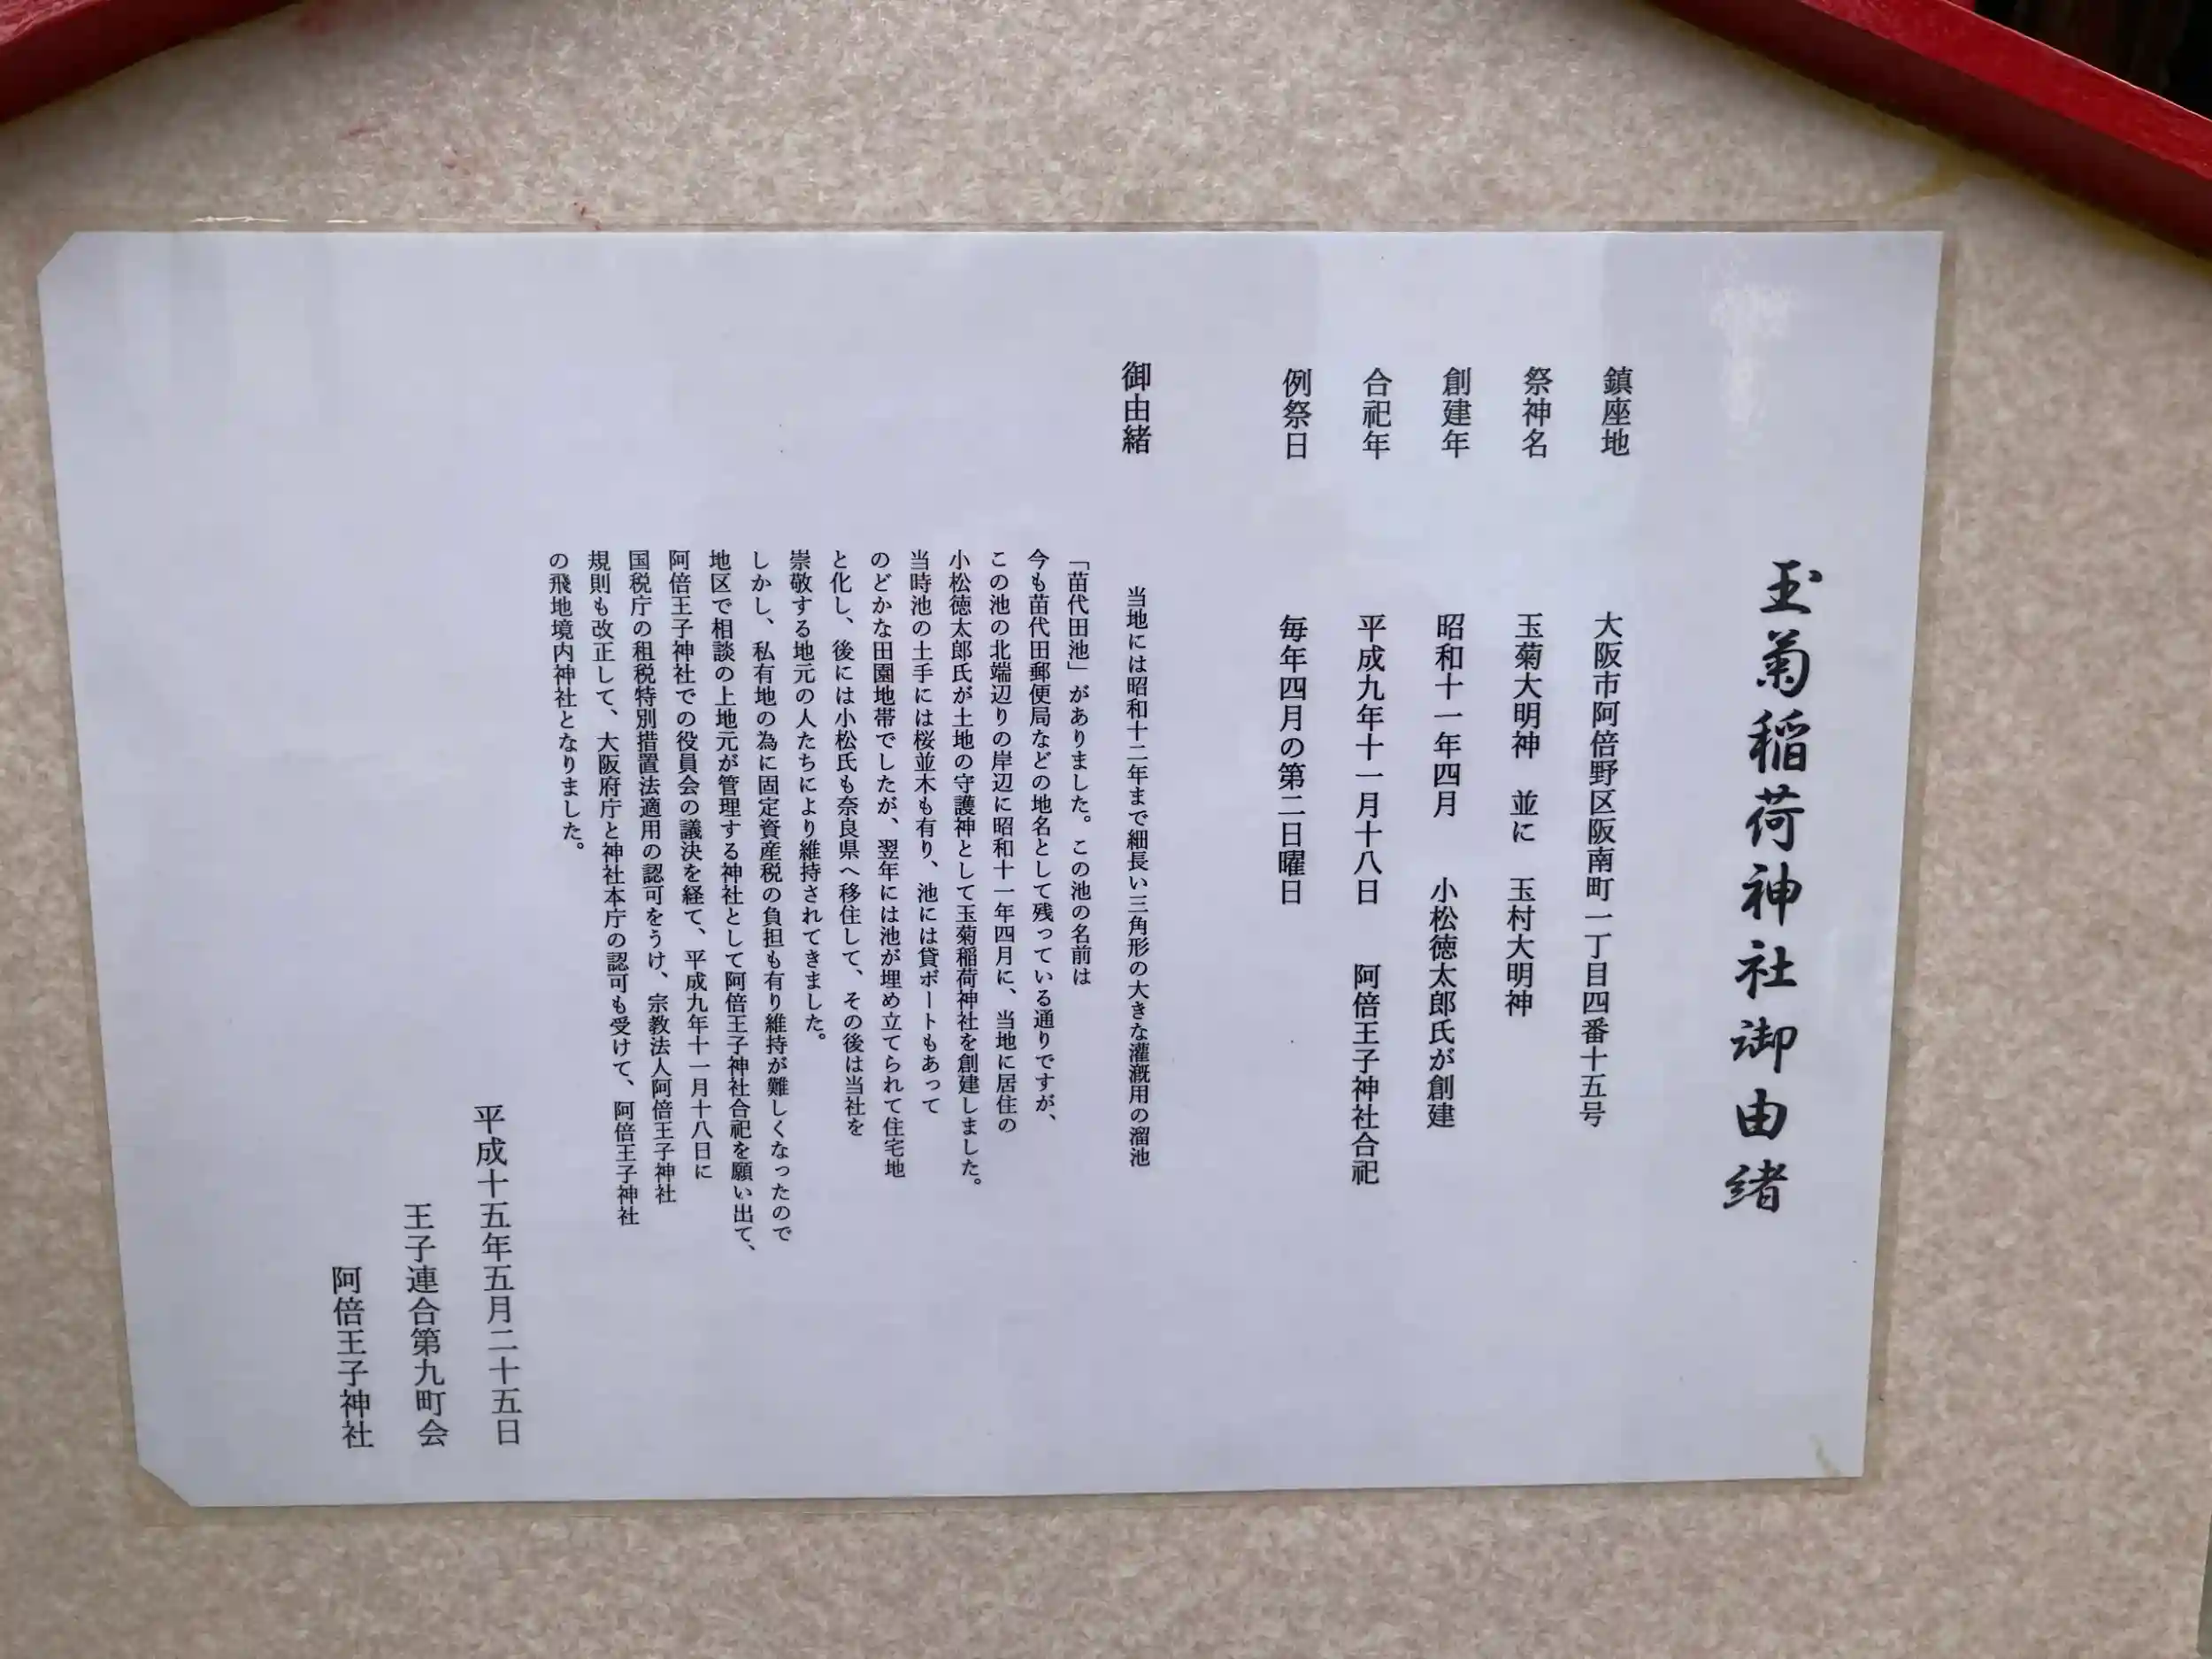 玉菊稲荷神社御由緒
鎮座地　大阪市阿倍野区阪南町一丁目四番十五号
祭神名　玉菊大明神　並に　玉村大明神
創建年　昭和十一年四月　小松徳太郎氏が創建
合祀年　平成九年十一月十八日　阿倍王子神社合祀
例祭日　毎年四月の第二日曜日
御由緒　当地には昭和十二年まで細長い三角形の大きな灌漑用の溜池
「苗代田池」がありました。この池の名前は
今も苗代田郵便局などの地名として残っている通りですが、
この池の北端辺りの岸辺に昭和十一年四月に、当地に居住の
小松徳太郎氏が土地の守護神として玉菊稲荷神社を創建しました。
当時池の土手には桜並木も有り、池には貸ボートもあって
のどかな田園地帯でしたが、翌年には池が埋め立てられて住宅地
と化し、後には小松氏も奈良県へ移住して、その後は当社を
崇敬する地元の人たちにより維持されてきました。
しかし、私有地の為に固定資産税の負担も有り維持が難しくなったので
地区で相談の上地元が管理する神社として阿倍王子神社合祀を願い出て、
阿倍王子神社での役員会の議決を経て、平成九年十一月十八日に
国税庁の租税特別措置法適用の認可をうけ、宗教法人阿倍王子神社
規則も改正して、大阪府庁と神社本庁の認可も受けて、阿倍王子神社
の飛地境内神社となりました。
平成十五年五月二十五日
王子連合第九町会
阿倍王子神社